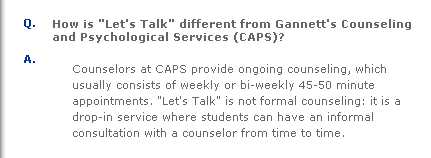 Q. How is "Let's Talk" different from Gannett's Counseling
and Psychological Services (CAPS)?
A.
Counselors at CAPS provide ongoing counseling, which
usually consists of weekly or bi-weekly 45-50 minute
appointments. "Let's Talk" is not formal counseling: it is a
drop-in service where students can have an informal
consultation with a counselor from time to time.